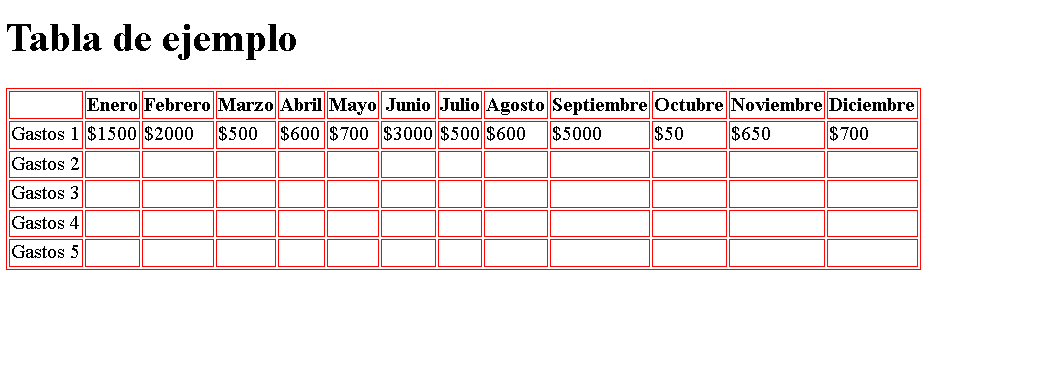 Tabla de ejemplo
Enero Febrero Marzo Abril Mayo Junio Julio Agosto Septiembre Octubre Noviembre Diciembre
Gastos 1 $1500 $2000 $500 $600 $700 $3000 $500 $600 $5000 $50 $650 $700
Gastos 2
Gastos 3
Gastos 4
Gastos 5